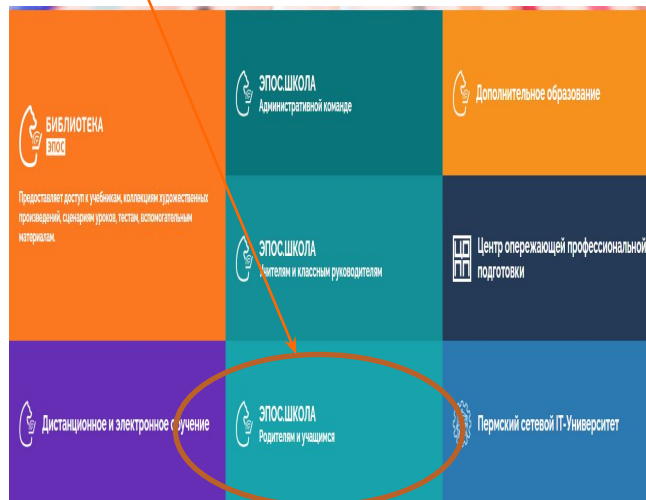 БИБЛИОТЕКА
ЭПОС
Предоставляет доступ к учебникам, коллекциям художественных
произведений, сценариям уроков, тестам, вспомогательным
материалам.
ЭПОС.ШКОЛА
Административной команде
Дополнительное образование
ЭПОС.ШКОЛА
Учителям и классным руководителям
Центр опережающей профессиональной
подготовки
Дистанционное и электронное обучение
ЭПОС.ШКОЛА
Родителям и учащимся
Пермский сетевой IT-Университет